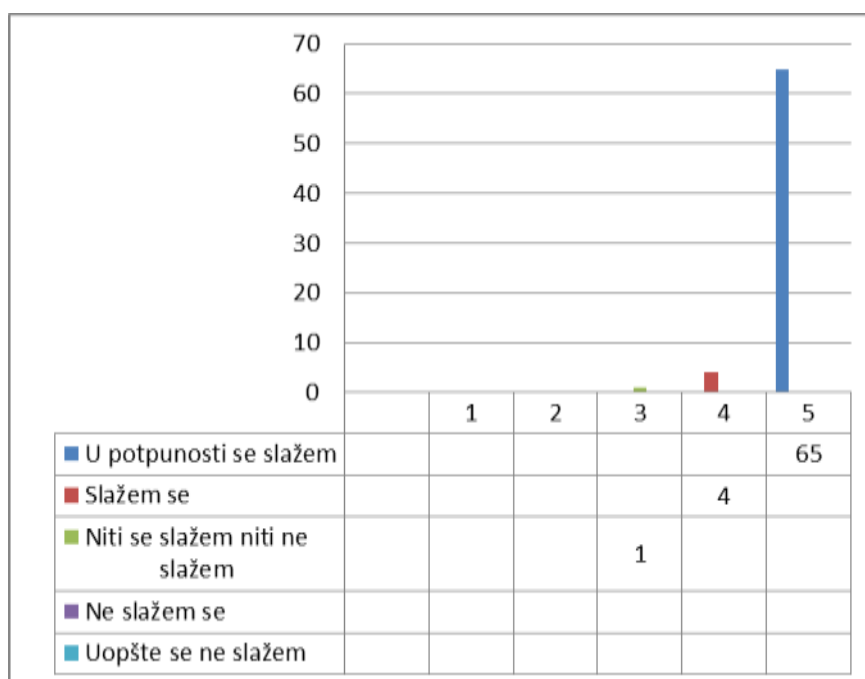 70
60
50
40
30
20
10
0
1 2 3 4 5
U potpunosti se slažem 65
Slažem se 4
Niti se slažem niti ne
slažem 1
Ne slažem se
Uopšte se ne slažem